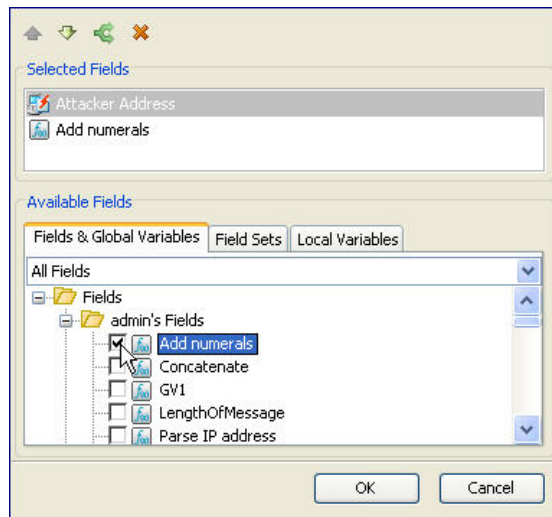 Selected Fields
Attacker Address
Add numerals
Available Fields
Fields & Global Variables Field Sets Local Variables
All Fields
Fields
admin's Fields
Add numerals
Concatenate
GV1
LengthOfMessage
Parse IP address
OK Cancel